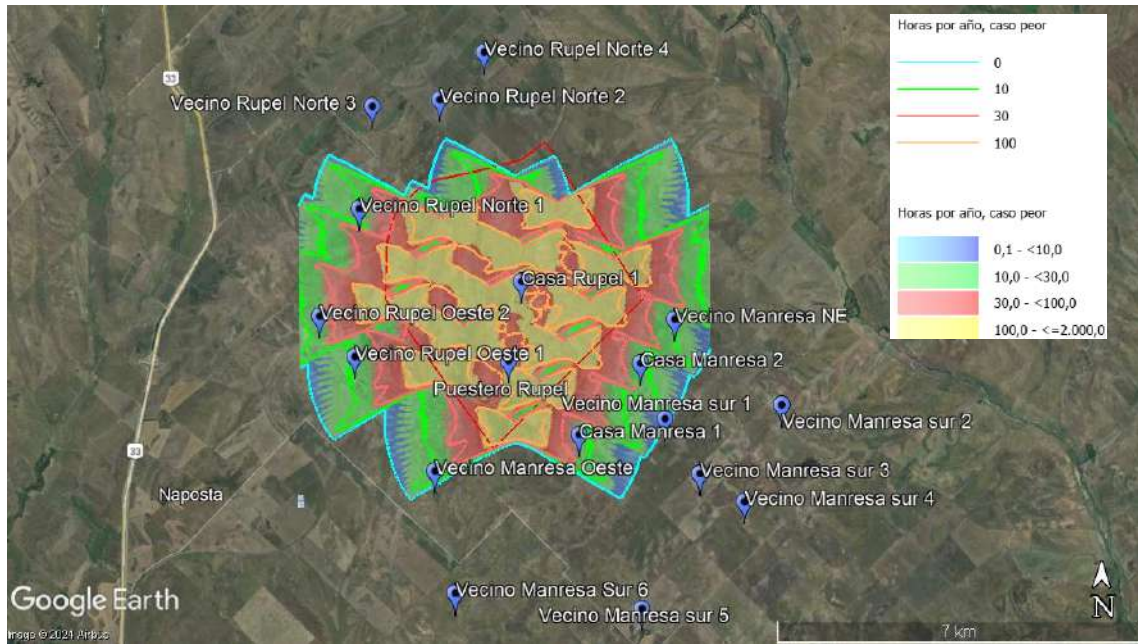 Horas por año, caso peor
0
10
30
100
Horas por año, caso peor
0,1 - <10,0
10,0 - <30,0
30,0 - <100,0
100,0 - <=2.000,0
Vecino Rupel Norte 4
33
Vecino Rupel Norte 3
Vecino Rupel Norte 2
Vecino Rupel Norte 1
Casa Rupel 1
Vecino Rupel Oeste 2
Vecino Manresa NE
Vecino Rupel Oeste 1
Casa Manresa 2
Puestero Rupel
Vecino Manresa sur 1
Vecino Manresa sur 2
Casa Manresa 1
33
Vecino Manresa Oeste
Vecino Manresa sur 3
Naposta
Vecino Manresa sur 4
Vecino Manresa Sur 6
Vecino Manresa sur 5
Google Earth
N
7 km
Image © 2024 Airbus